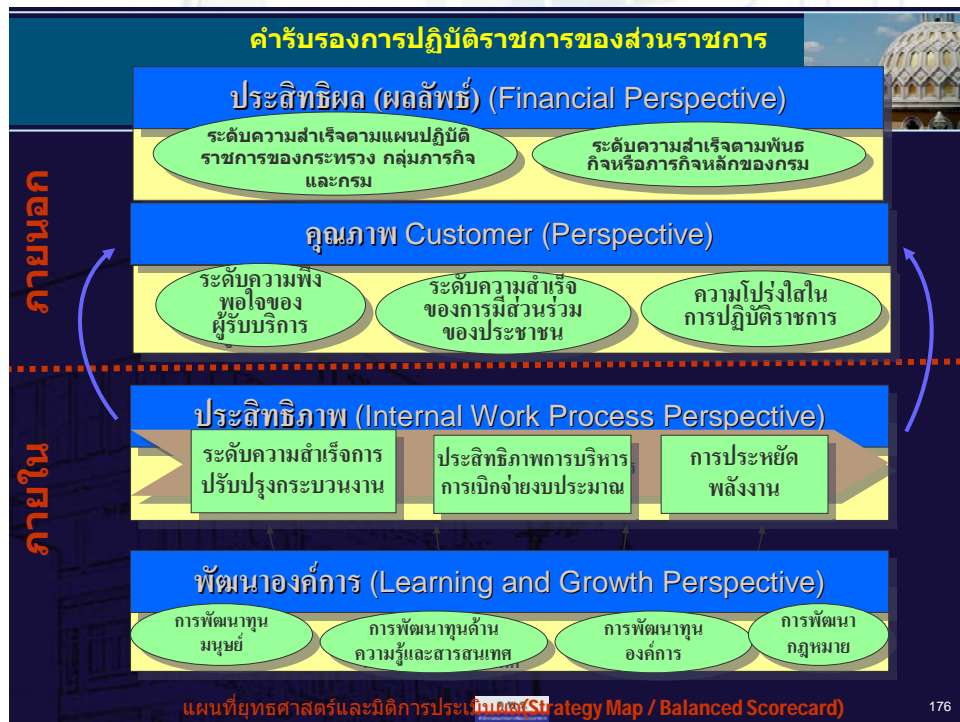 คำรับรองการปฏิบัติราชการของส่วนราชการ
ประสิทธิผล (ผลลัพธ์) (Financial Perspective)
ระดับความสำเร็จตามแผนปฏิบัติ
ราชการของกระทรวง กลุ่มภารกิจ
และกรม
ระดับความสำเร็จตามพันธ
กิจหรือภารกิจหลักของกรม
ภายนอก
คุณภาพ Customer (Perspective)
ระดับความพึง
พอใจของ
ผู้รับบริการ
ระดับความสำเร็จ
ของการมีส่วนร่วม
ของประชาชน
ความโปร่งใสใน
การปฏิบัติราชการ
ภายใน
ประสิทธิภาพ (Internal Work Process Perspective)
ระดับความสำเร็จการ
ปรับปรุงกระบวนงาน
ประสิทธิภาพการบริหาร
การเบิกจ่ายงบประมาณ
การประหยัด
พลังงาน
พัฒนาองค์การ (Learning and Growth Perspective)
การพัฒนาทุน
มนุษย์
การพัฒนาทุนด้าน
ความรู้และสารสนเทศ
การพัฒนาทุน
องค์การ
การพัฒนา
กฎหมาย
แผนที่ยุทธศาสตร์และมิติการประเมินผล(Strategy Map / Balanced Scorecard)
176